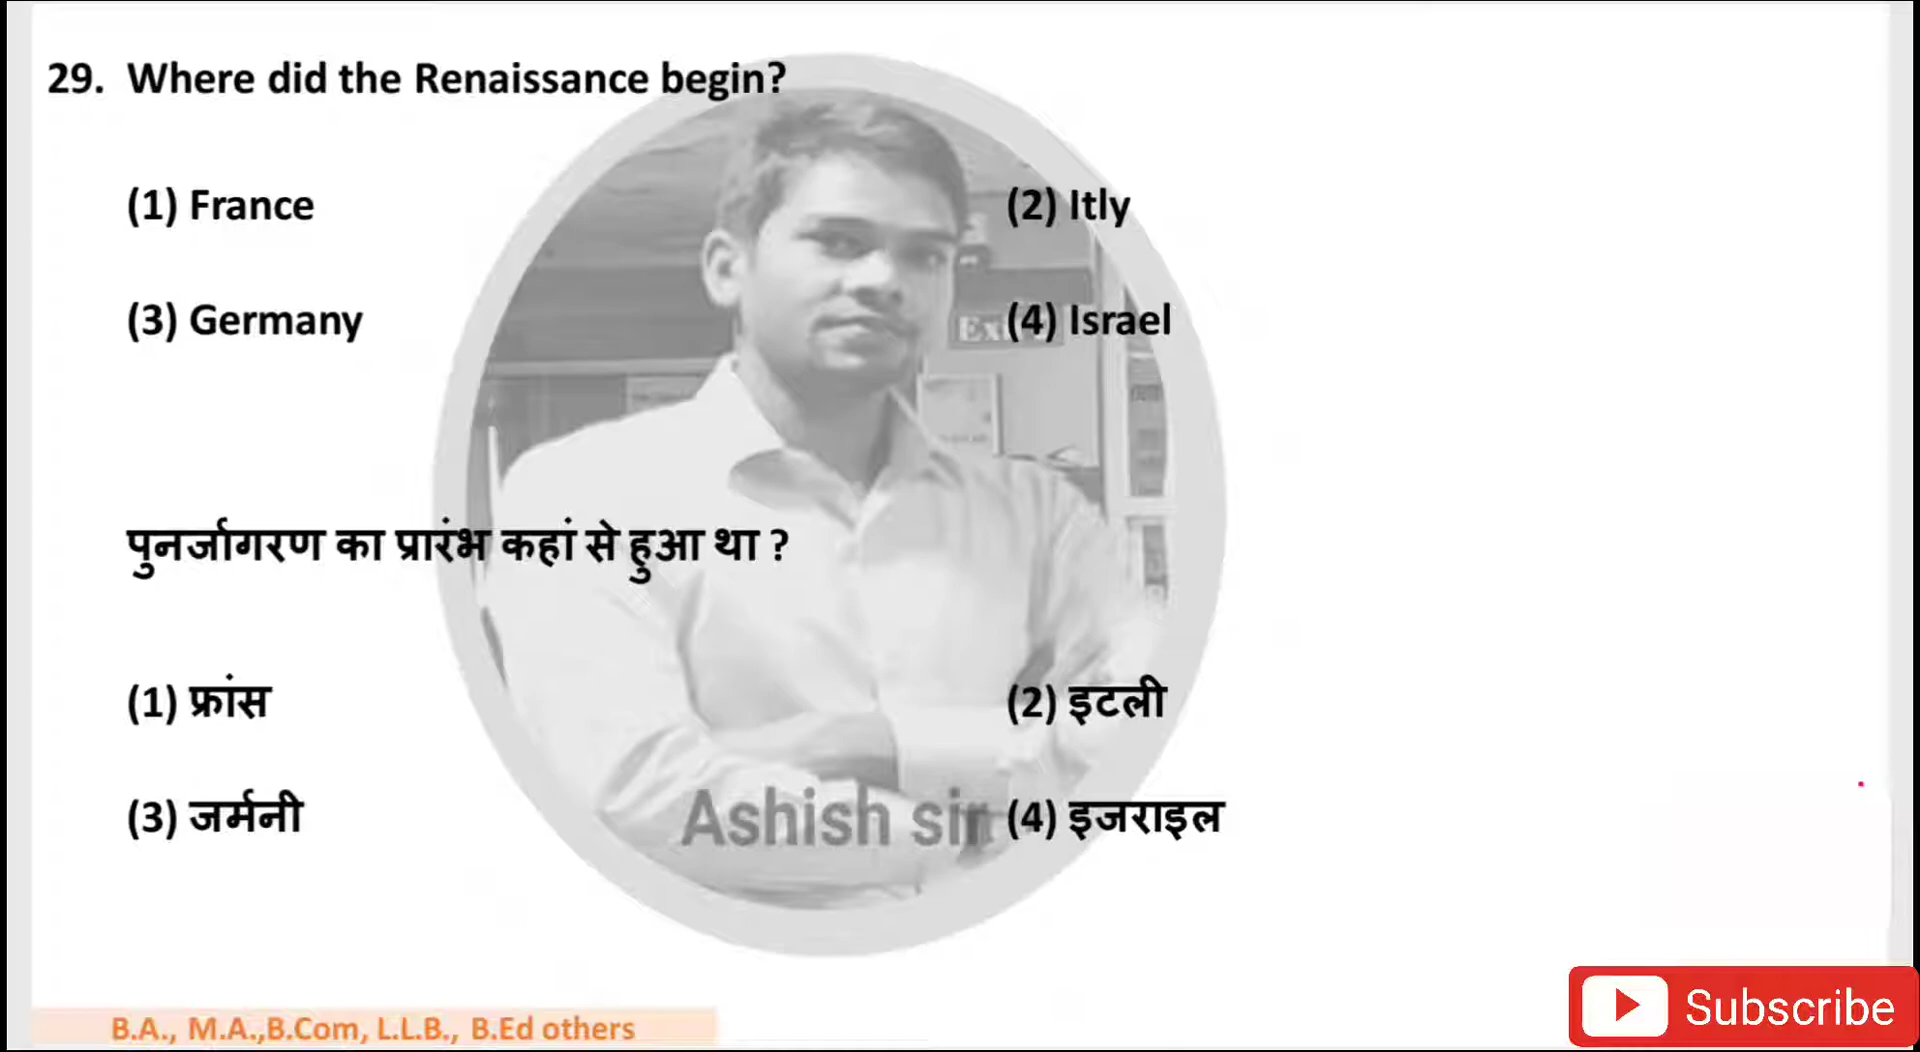 29. Where did the Renaissance begin?
(1) France (2) Itly
(3) Germany (4) Israel
Exit
पुनर्जागरण का प्रारंभ कहां से हुआ था ?
(1) फ्रांस (2) इटली
(3) जर्मनी (4) इजराइल
Ashish sir
B.A., M.A.,B.Com, L.L.B., B.Ed others
Subscribe